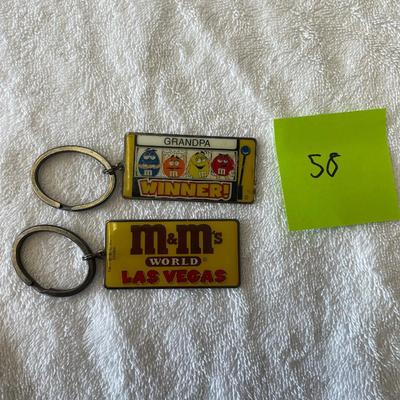 GRANDPA
m m m m
WINNER!
58
m&m's
WORLD®
LAS VEGAS